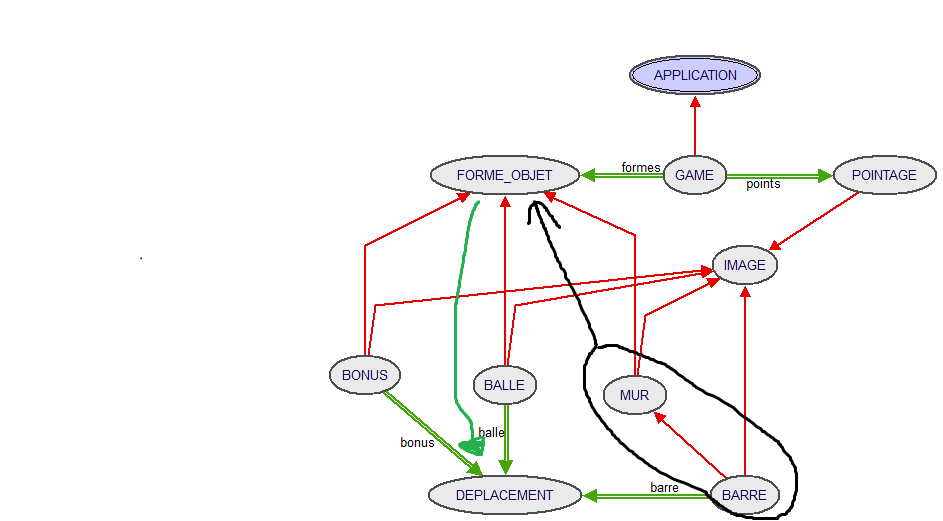 APPLICATION
formes
FORME_OBJET
GAME
POINTAGE
points
IMAGE
BONUS
BALLE
MUR
balle
bonus
barre
DEPLACEMENT
BARRE